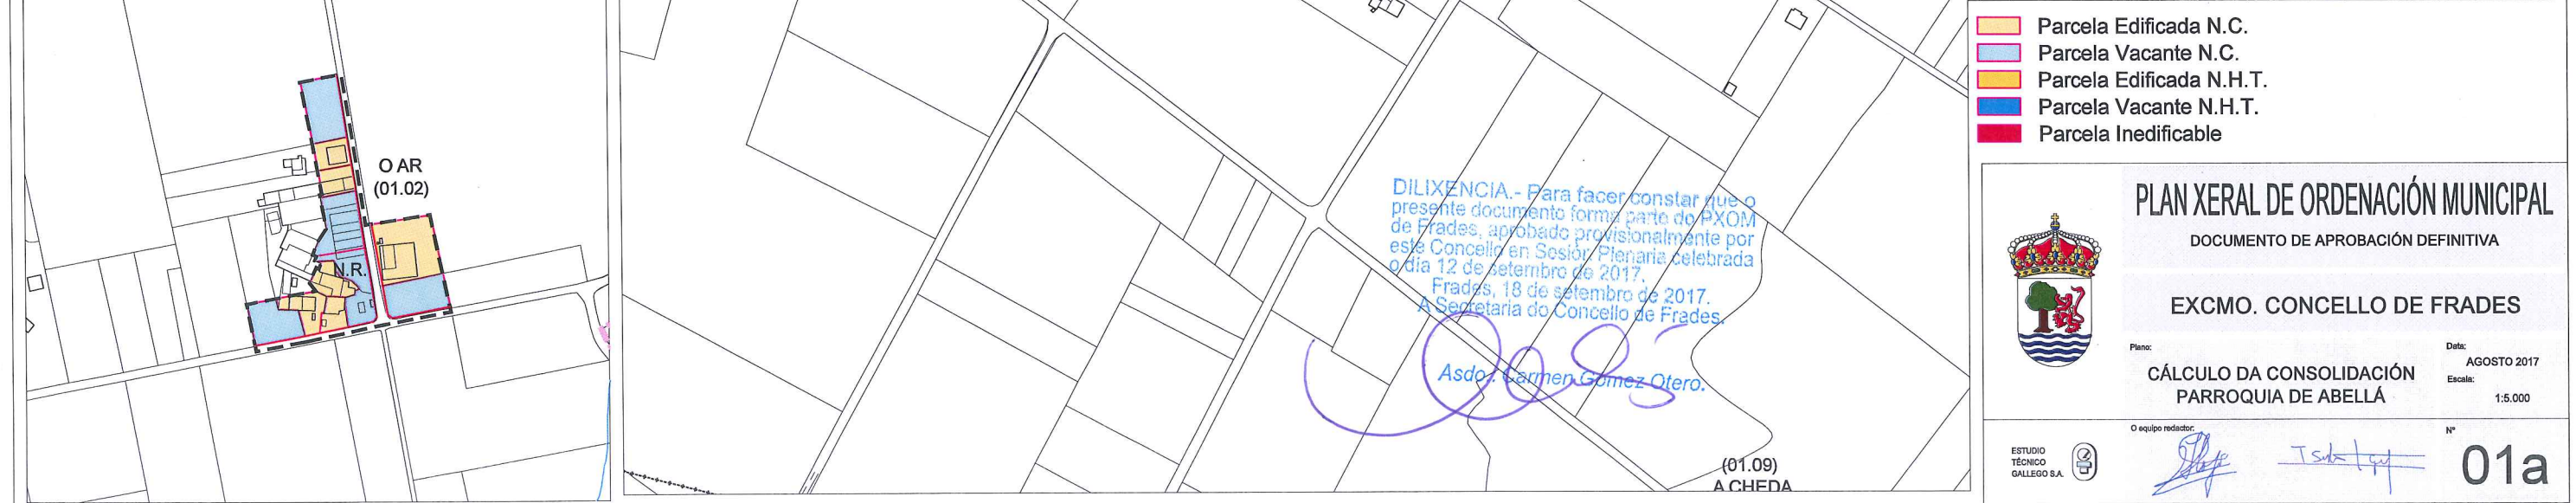 O AR
(01.02)
N.R.
DILIXENCIA.- Para facer constar que o
presente documento forma parte do PXOM
de Frades, aprobado provisionalmente por
este Concello en Sesión Plenaria celebrada
o día 12 de setembro de 2017.
Frades, 18 de setembro de 2017.
A Secretaria do Concello de Frades.
Asdo.: Carmen Gómez Otero.
(01.09)
A CHEDA
Parcela Edificada N.C.
Parcela Vacante N.C.
Parcela Edificada N.H.T.
Parcela Vacante N.H.T.
Parcela Inedificable
PLAN XERAL DE ORDENACIÓN MUNICIPAL
DOCUMENTO DE APROBACIÓN DEFINITIVA
EXCMO. CONCELLO DE FRADES
Plano:
CÁLCULO DA CONSOLIDACIÓN
PARROQUIA DE ABELLÁ
Data:
AGOSTO 2017
Escala:
1:5.000
ESTUDIO
TÉCNICO
GALLEGO S.A.
O equipo redactor:
Nº
01a